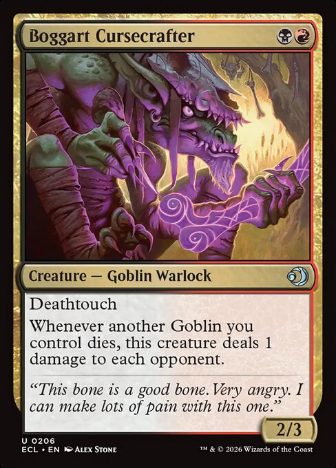 Boggart Cursecrafter
Creature — Goblin Warlock
Deathtouch
Whenever another Goblin you
control dies, this creature deals 1
damage to each opponent.
“This bone is a good bone. Very angry. I
can make lots of pain with this one.”
2/3
U 0206
ECL • EN Alex Stone
™ & © 2026 Wizards of the Coast